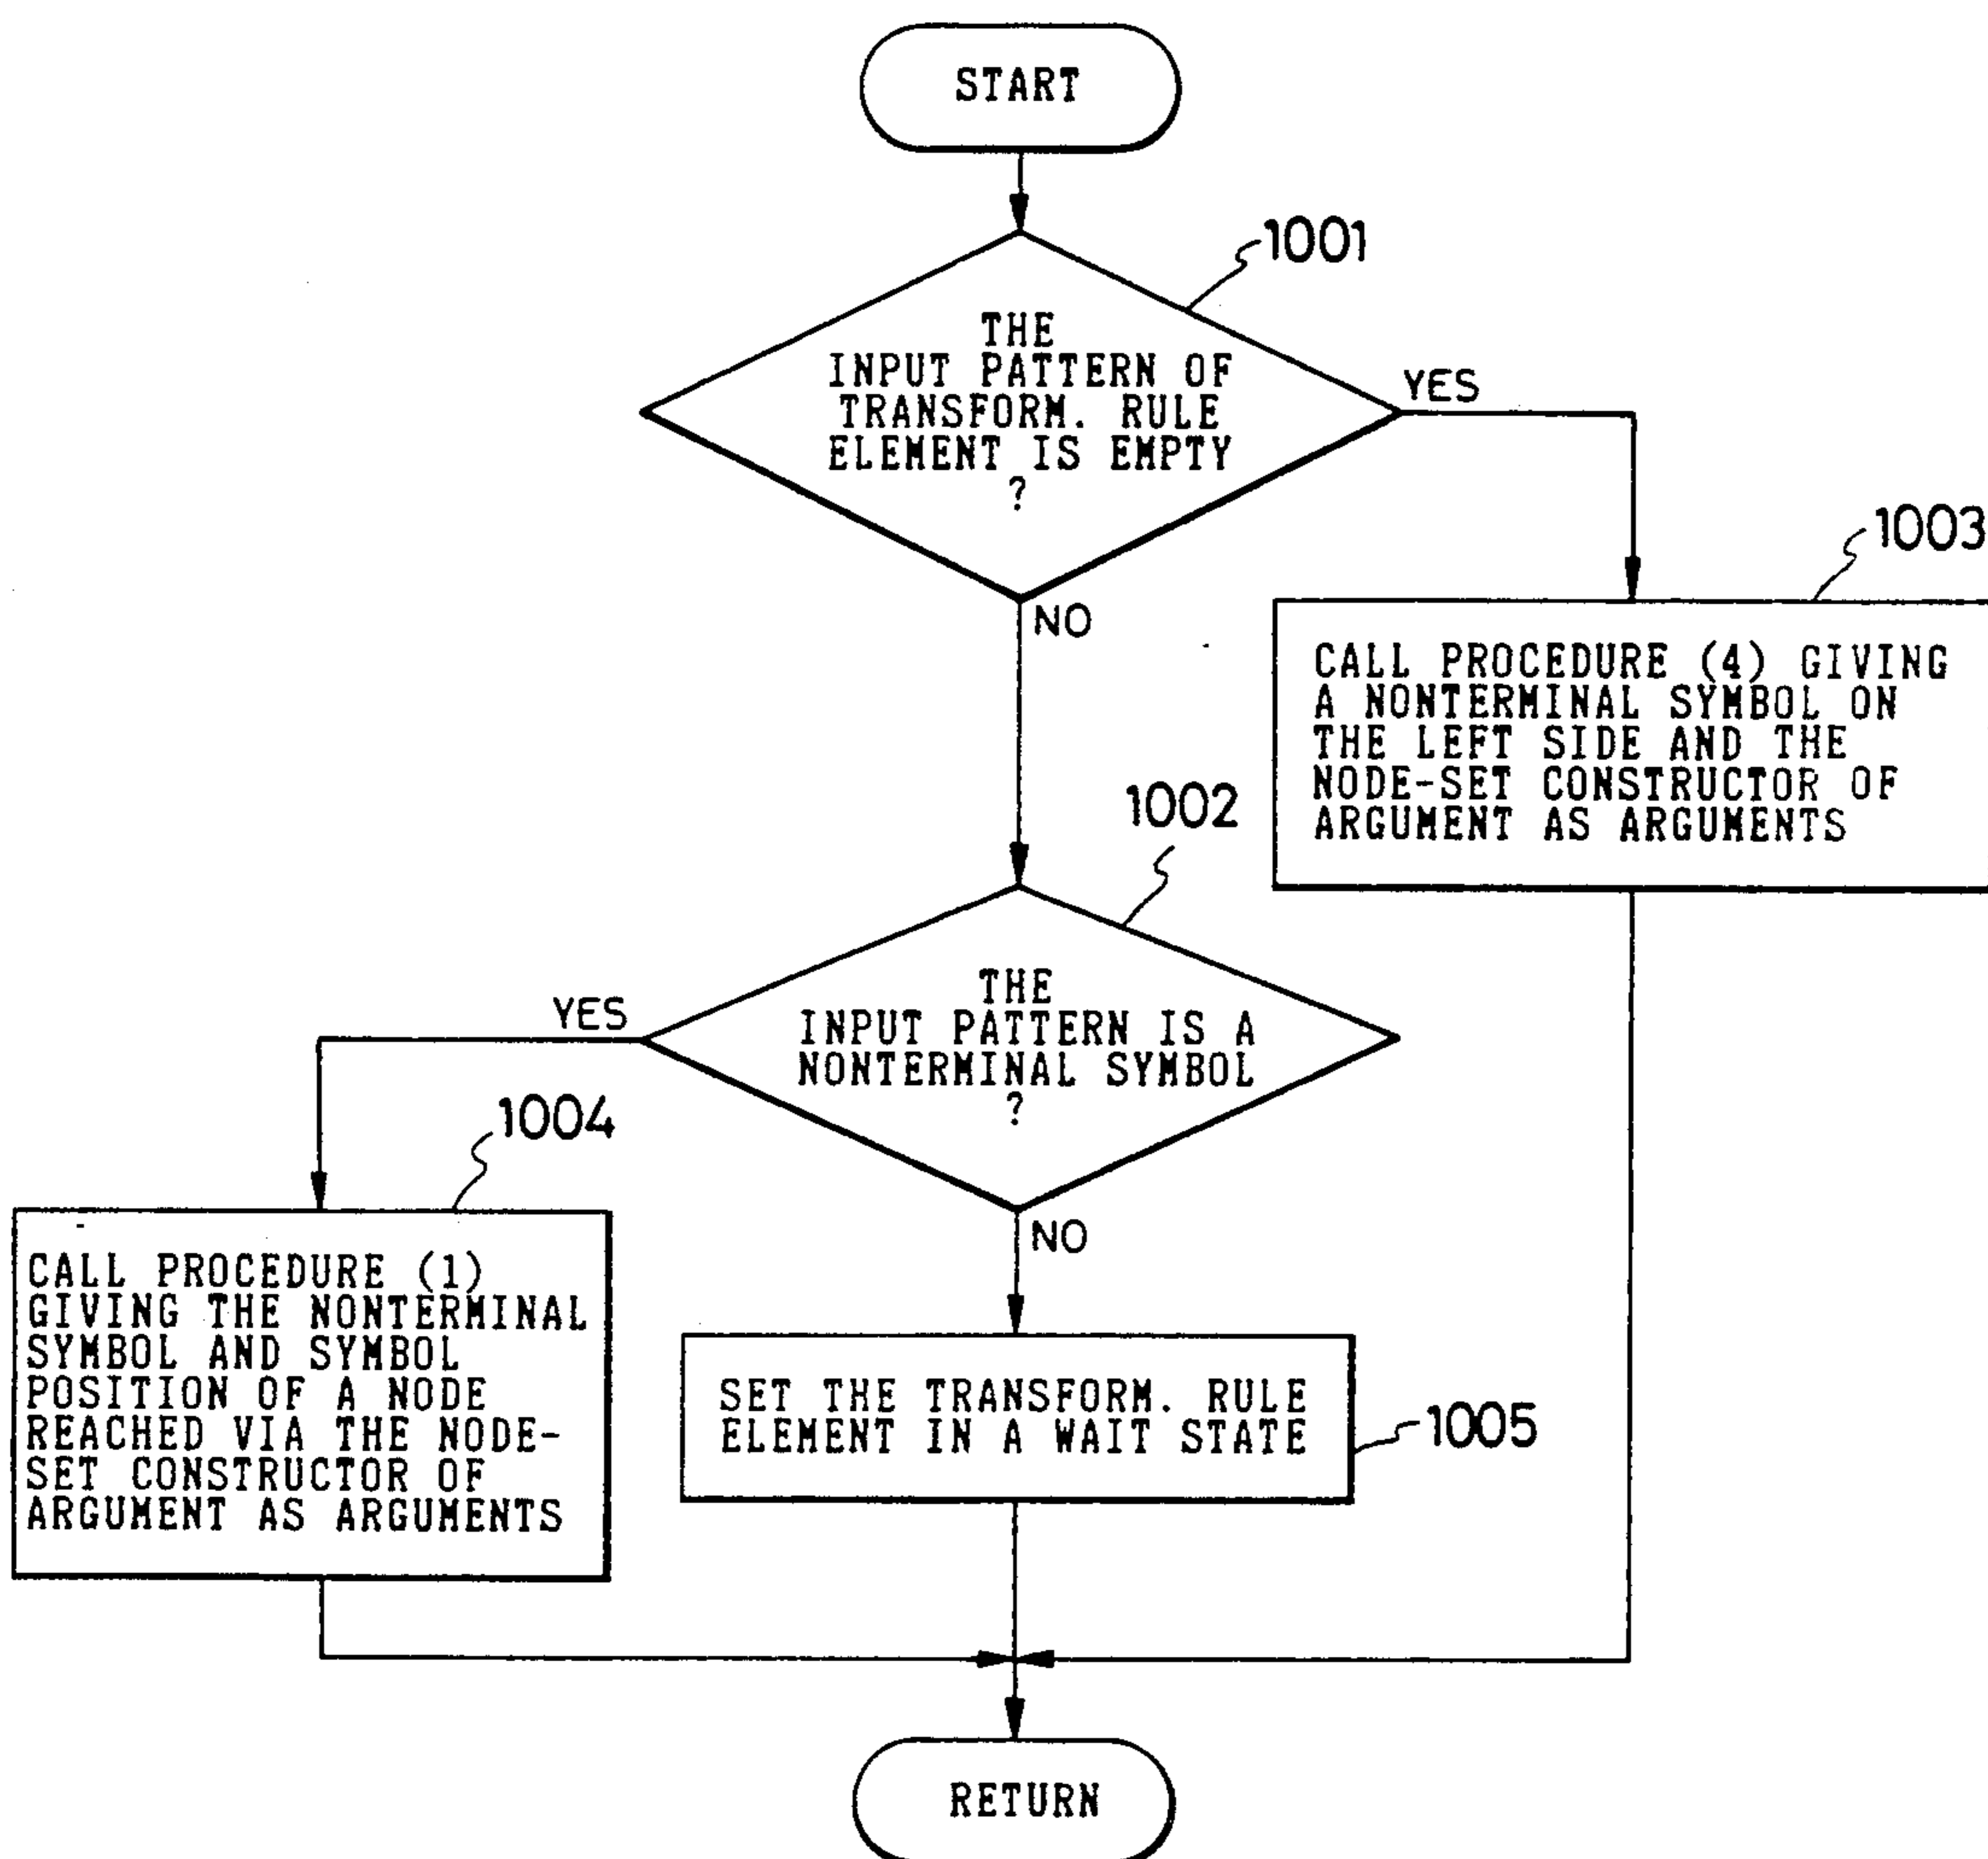 START
1001
THE
INPUT PATTERN OF
TRANSFORM. RULE
ELEMENT IS EMPTY
?
YES
NO
1003
CALL PROCEDURE (4) GIVING
A NONTERMINAL SYMBOL ON
THE LEFT SIDE AND THE
NODE-SET CONSTRUCTOR OF
ARGUMENT AS ARGUMENTS
1002
THE
INPUT PATTERN IS A
NONTERMINAL SYMBOL
?
YES
NO
1004
CALL PROCEDURE (1)
GIVING THE NONTERMINAL
SYMBOL AND SYMBOL
POSITION OF A NODE
REACHED VIA THE NODE-
SET CONSTRUCTOR OF
ARGUMENT AS ARGUMENTS
SET THE TRANSFORM. RULE
ELEMENT IN A WAIT STATE
1005
RETURN